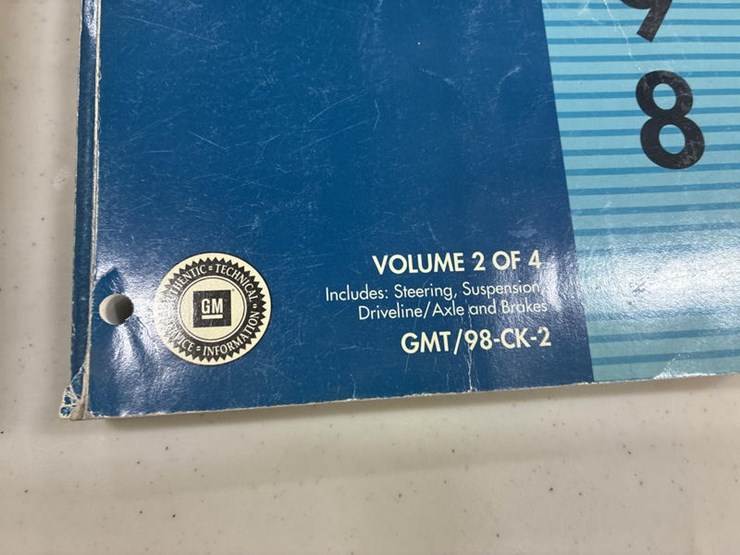 9
8
VOLUME 2 OF 4
Includes: Steering, Suspension,
Driveline/Axle and Brakes
GMT/98-CK-2
AUTHENTIC • TECHNICAL
GM
SERVICE • INFORMATION